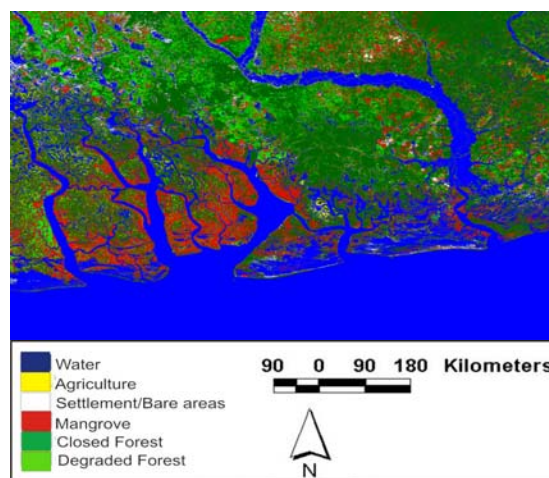 Water
Agriculture
Settlement/Bare areas
Mangrove
Closed Forest
Degraded Forest
90 0 90 180 Kilometers
N